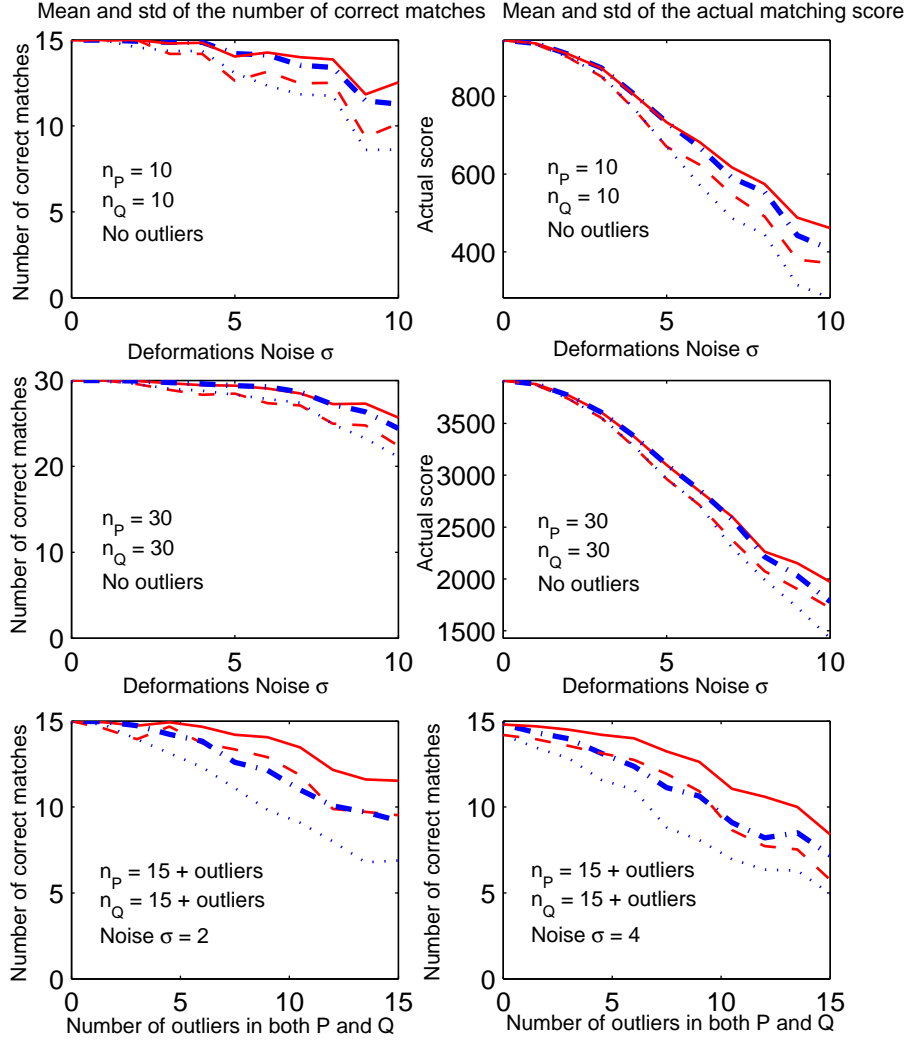 Mean and std of the number of correct matches
Mean and std of the actual matching score
Number of correct matches
15
10
5
0
n_P = 10
n_Q = 10
No outliers
0 5 10
Deformations Noise σ
Actual score
800
600
400
n_P = 10
n_Q = 10
No outliers
0 5 10
Deformations Noise σ
Number of correct matches
30
20
10
0
n_P = 30
n_Q = 30
No outliers
0 5 10
Deformations Noise σ
Actual score
3500
3000
2500
2000
1500
n_P = 30
n_Q = 30
No outliers
0 5 10
Deformations Noise σ
Number of correct matches
15
10
5
0
n_P = 15 + outliers
n_Q = 15 + outliers
Noise σ = 2
0 5 10 15
Number of outliers in both P and Q
Number of correct matches
15
10
5
0
n_P = 15 + outliers
n_Q = 15 + outliers
Noise σ = 4
0 5 10 15
Number of outliers in both P and Q